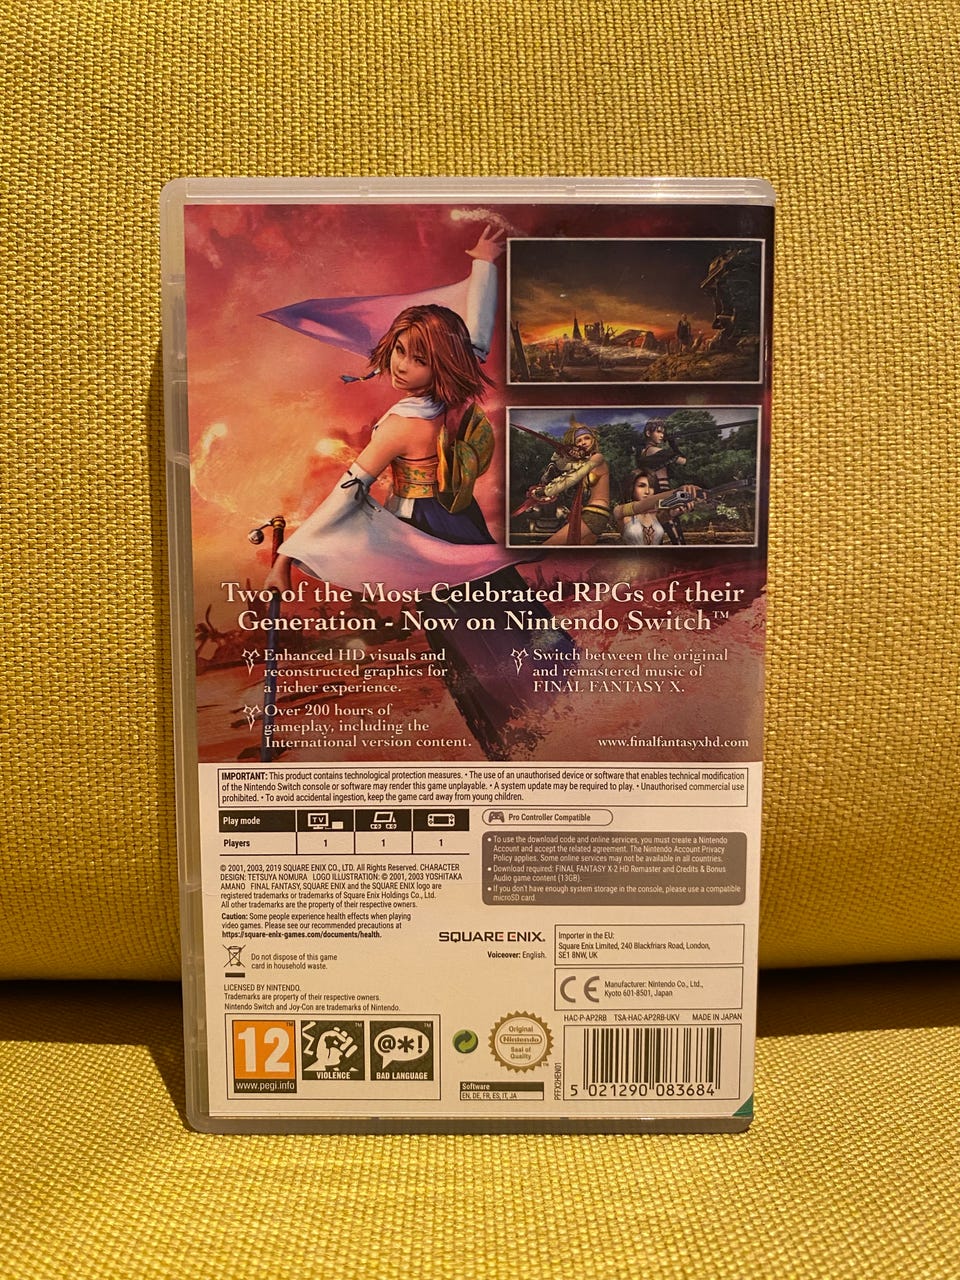 Two of the Most Celebrated RPGs of their
Generation - Now on Nintendo Switch™
Enhanced HD visuals and
reconstructed graphics for
a richer experience.
Over 200 hours of
gameplay, including the
International version content.
Switch between the original
and remastered music of
FINAL FANTASY X.
www.finalfantasyxhd.com
IMPORTANT: This product contains technological protection measures. • The use of an unauthorised device or software that enables technical modification
of the Nintendo Switch console or software may render this game unplayable. • A system update may be required to play. • Unauthorised commercial use
prohibited. • To avoid accidental ingestion, keep the game card away from young children.
Play mode
TV
Players
1
1
1
Pro Controller Compatible
• To use the download code and online services, you must create a Nintendo
Account and accept the related agreement. The Nintendo Account Privacy
Policy applies. Some online services may not be available in all countries.
• Download required: FINAL FANTASY X-2 HD Remaster and Credits & Bonus
Audio game content (13GB).
• If you don't have enough system storage in the console, please use a compatible
microSD card.
© 2001, 2003, 2019 SQUARE ENIX CO., LTD. All Rights Reserved. CHARACTER
DESIGN: TETSUYA NOMURA LOGO ILLUSTRATION: © 2001, 2003 YOSHITAKA
AMANO FINAL FANTASY, SQUARE ENIX and the SQUARE ENIX logo are
registered trademarks or trademarks of Square Enix Holdings Co., Ltd.
All other trademarks are the property of their respective owners.
Caution: Some people experience health effects when playing
video games. Please see our recommended precautions at
https://square-enix-games.com/documents/health.
Do not dispose of this game
card in household waste.
LICENSED BY NINTENDO.
Trademarks are property of their respective owners.
Nintendo Switch and Joy-Con are trademarks of Nintendo.
SQUARE ENIX.
Voiceover: English.
Importer in the EU:
Square Enix Limited, 240 Blackfriars Road, London,
SE1 8NW, UK
CE
Manufacturer: Nintendo Co., Ltd.,
Kyoto 601-8501, Japan
HAC-P-AP2RB TSA-HAC-AP2RB-UKV MADE IN JAPAN
12
www.pegi.info
VIOLENCE
@*!
BAD LANGUAGE
Original
Nintendo
Seal of
Quality
Software
EN, DE, FR, ES, IT, JA
PFFX2HEN01
5 021290 083684